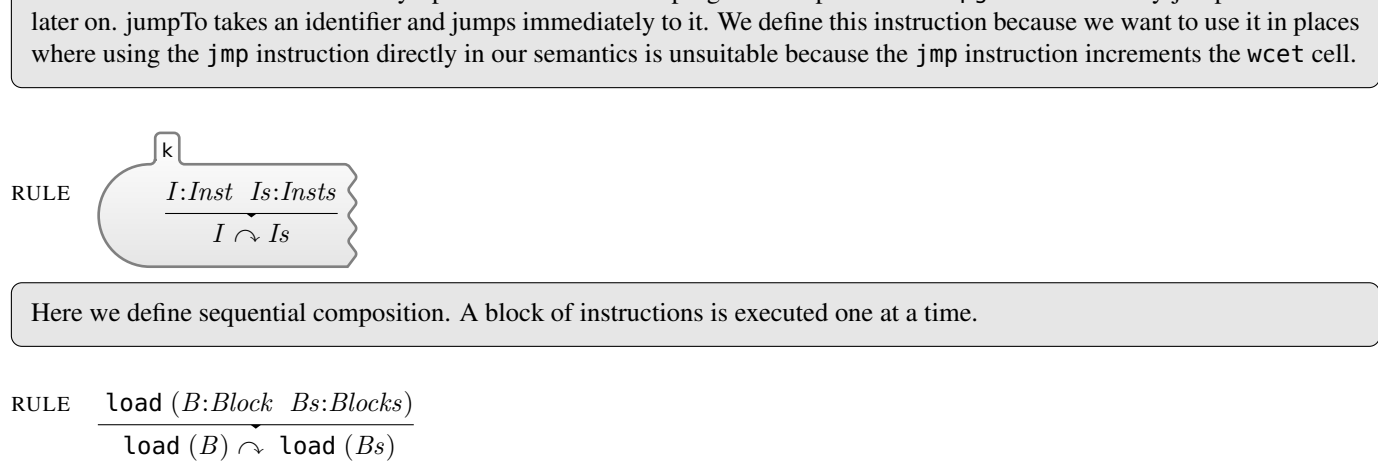 later on. jumpTo takes an identifier and jumps immediately to it. We define this instruction because we want to use it in places
where using the jmp instruction directly in our semantics is unsuitable because the jmp instruction increments the wcet cell.
k
RULE I:Inst Is:Insts
I ↷ Is
Here we define sequential composition. A block of instructions is executed one at a time.
RULE load (B:Block Bs:Blocks)
load (B) ↷ load (Bs)